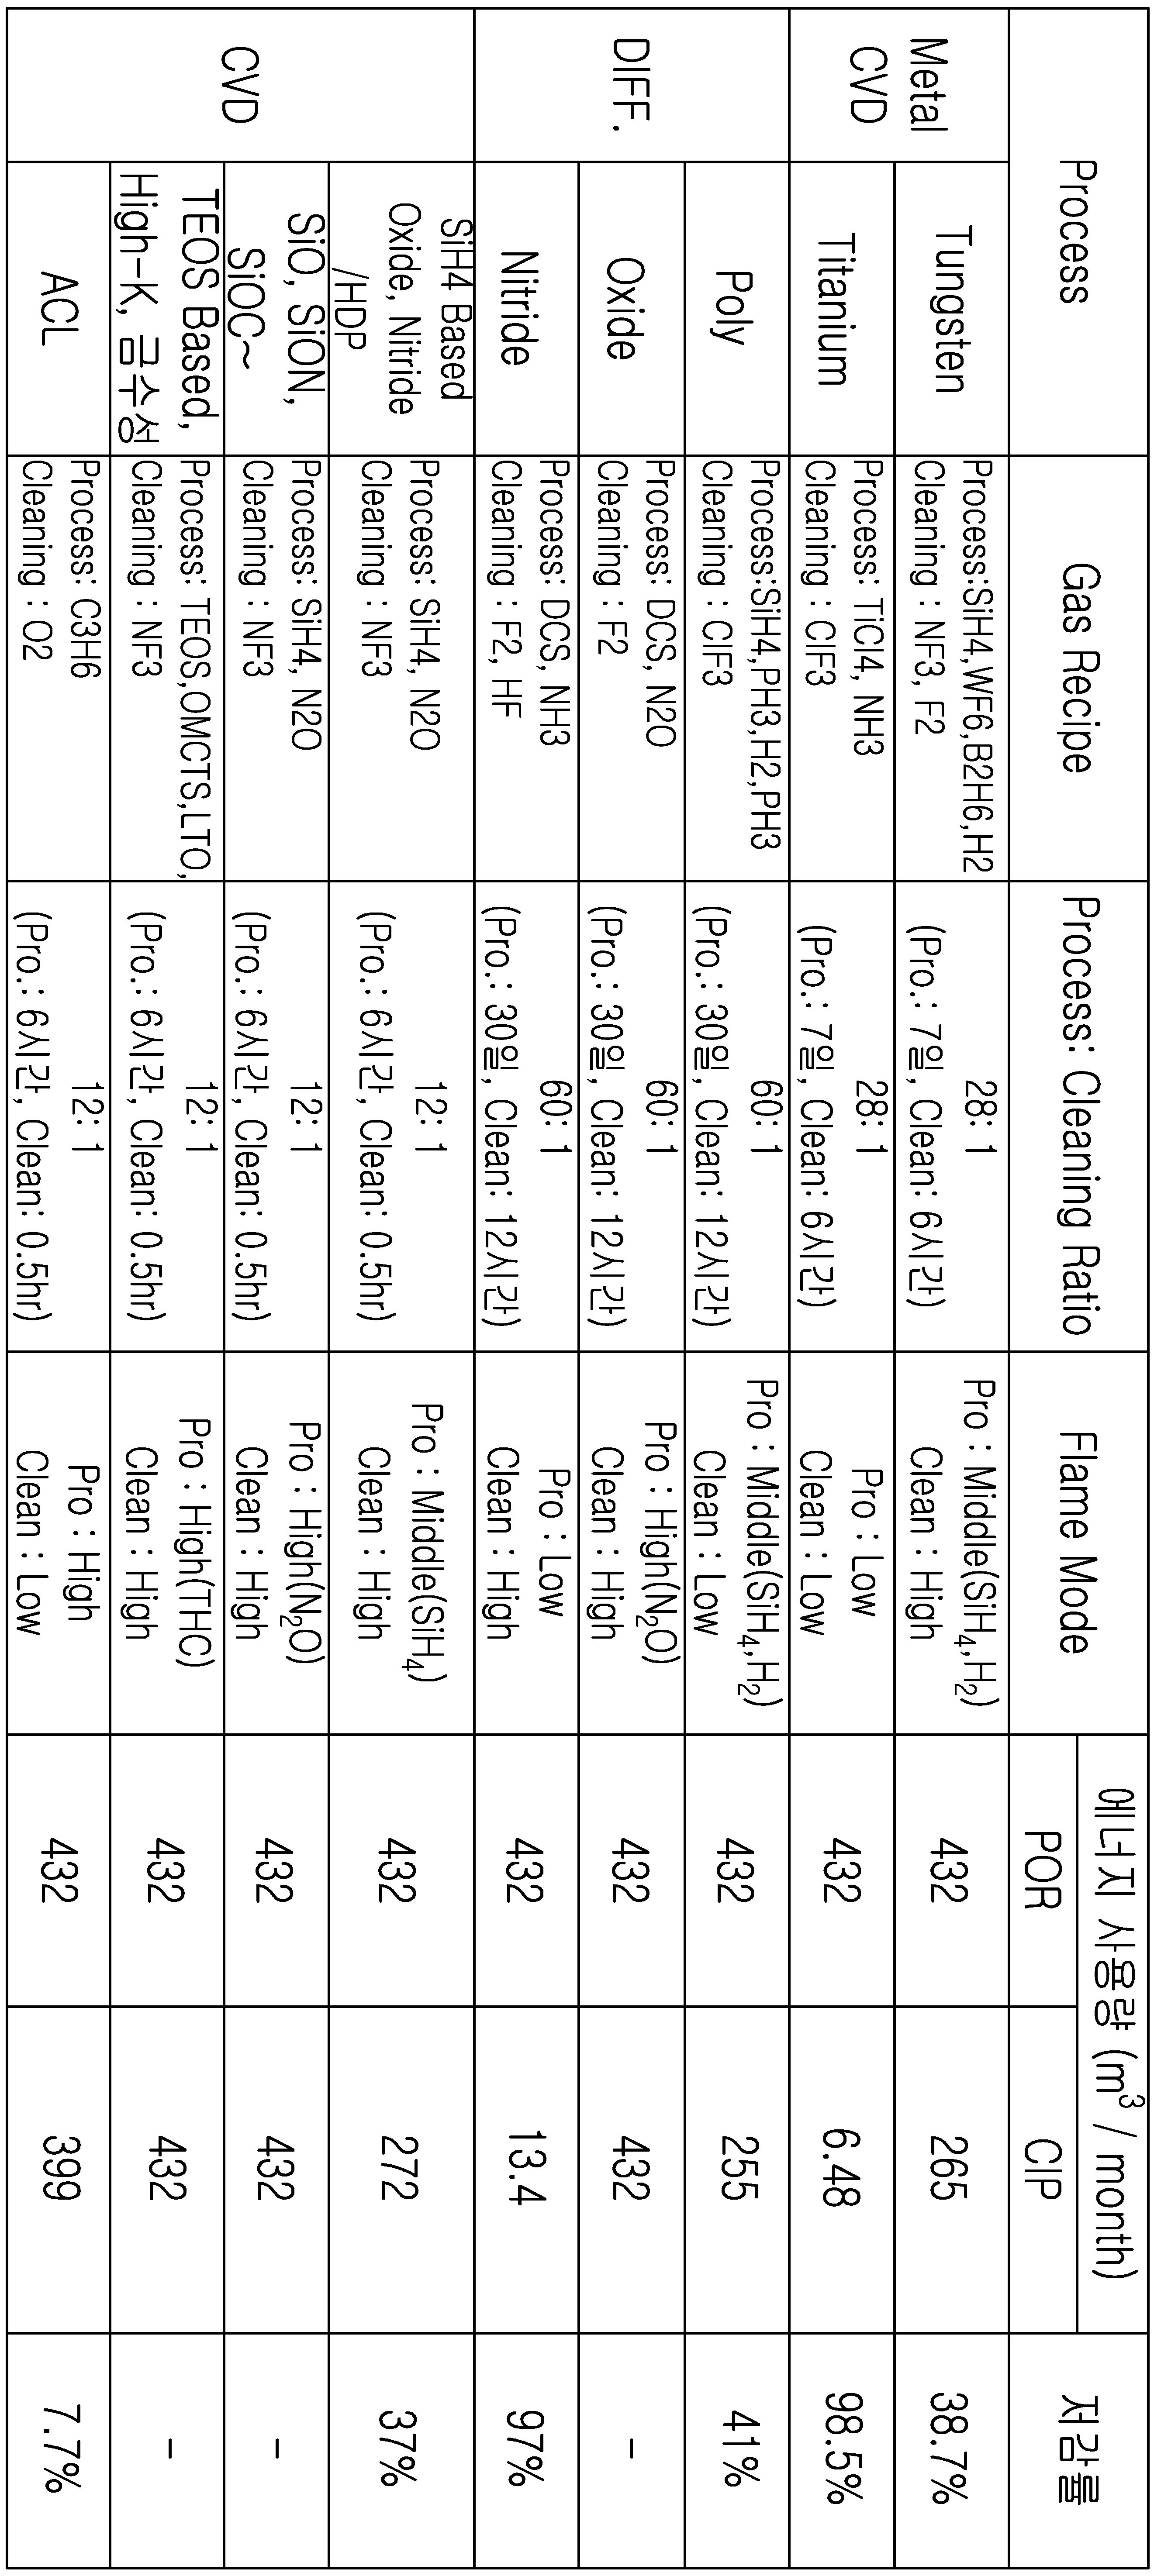 Process
Gas Recipe
Process: Cleaning Ratio
Flame Mode
에너지 사용량 (m³ / month)
POR
CIP
저감률
Metal
CVD
Tungsten
Process:SiH4,WF6,B2H6,H2
Cleaning : NF3, F2
28: 1
(Pro.: 7일, Clean: 6시간)
Pro : Middle(SiH₄,H₂)
Clean : High
432
265
38.7%
Titanium
Process: TiCl4, NH3
Cleaning : ClF3
28: 1
(Pro.: 7일, Clean: 6시간)
Pro : Low
Clean : Low
432
6.48
98.5%
DIFF.
Poly
Process:SiH4,PH3,H2,PH3
Cleaning : ClF3
60: 1
(Pro.: 30일, Clean: 12시간)
Pro : Middle(SiH₄,H₂)
Clean : Low
432
255
41%
Oxide
Process: DCS, N2O
Cleaning : F2
60: 1
(Pro.: 30일, Clean: 12시간)
Pro : High(N₂O)
Clean : High
432
432
-
Nitride
Process: DCS, NH3
Cleaning : F2, HF
60: 1
(Pro.: 30일, Clean: 12시간)
Pro : Low
Clean : High
432
13.4
97%
CVD
SiH4 Based
Oxide, Nitride
/HDP
Process: SiH4, N2O
Cleaning : NF3
12: 1
(Pro.: 6시간, Clean: 0.5hr)
Pro : Middle(SiH₄)
Clean : High
432
272
37%
SiO, SiON,
SiOC~
Process: SiH4, N2O
Cleaning : NF3
12: 1
(Pro.: 6시간, Clean: 0.5hr)
Pro : High(N₂O)
Clean : High
432
432
-
TEOS Based,
High-K, 금수성
Process: TEOS,OMCTS,LTO,
Cleaning : NF3
12: 1
(Pro.: 6시간, Clean: 0.5hr)
Pro : High(THC)
Clean : High
432
432
-
ACL
Process: C3H6
Cleaning : O2
12: 1
(Pro.: 6시간, Clean: 0.5hr)
Pro : High
Clean : Low
432
399
7.7%